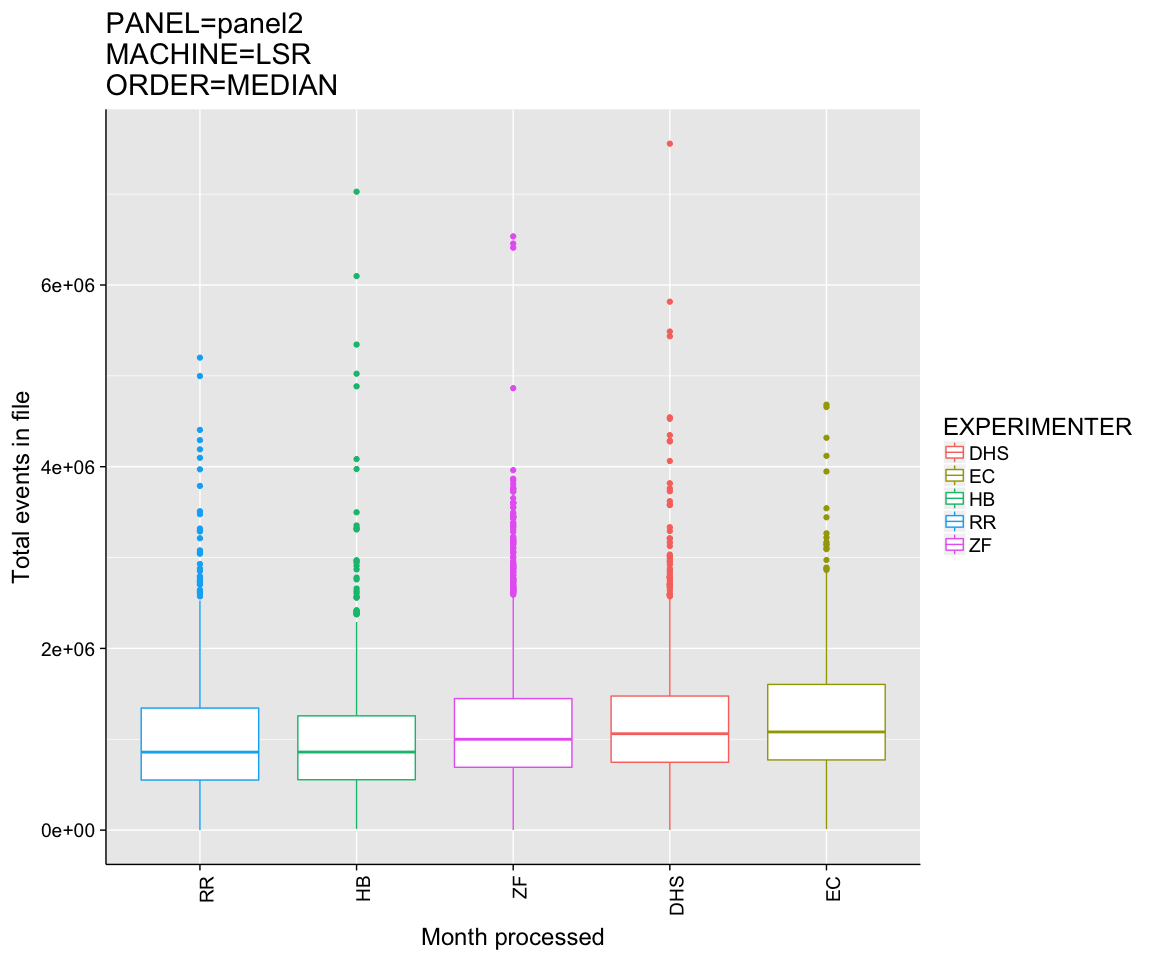 PANEL=panel2
MACHINE=LSR
ORDER=MEDIAN
Total events in file
6e+06
4e+06
2e+06
0e+00
RR
HB
ZF
DHS
EC
Month processed
EXPERIMENTER
DHS
EC
HB
RR
ZF